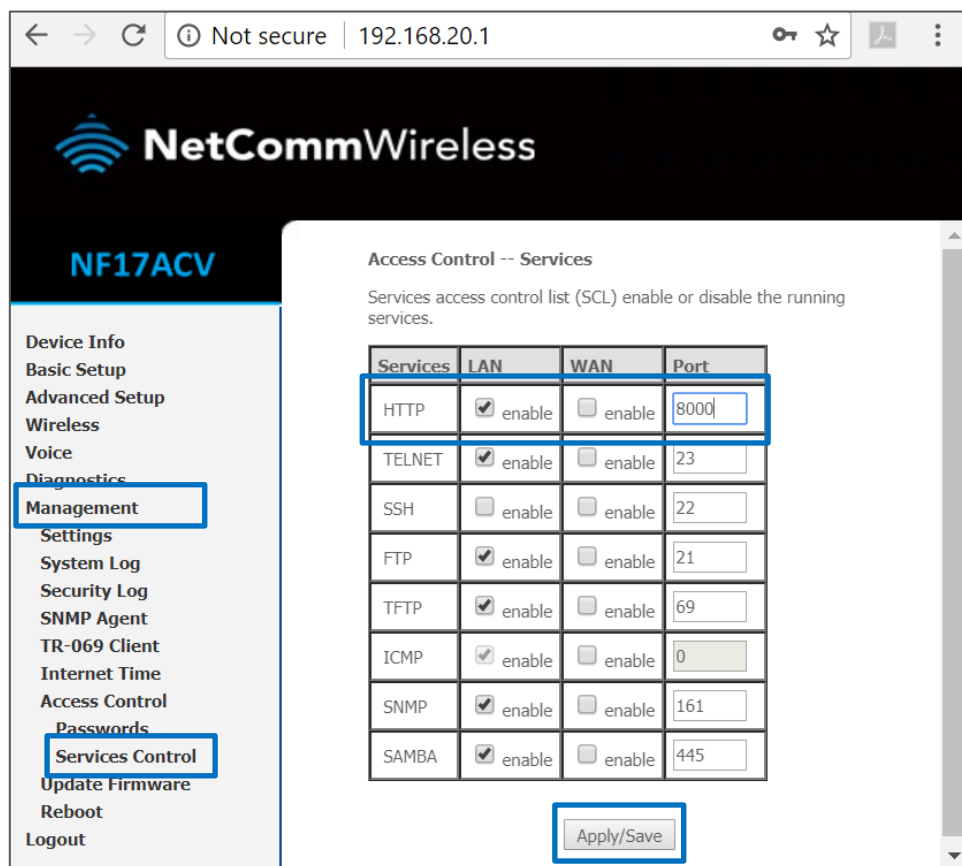 Not secure 192.168.20.1
NetCommWireless
NF17ACV
Device Info
Basic Setup
Advanced Setup
Wireless
Voice
Diagnostics
Management
Settings
System Log
Security Log
SNMP Agent
TR-069 Client
Internet Time
Access Control
Passwords
Services Control
Update Firmware
Reboot
Logout
Access Control -- Services
Services access control list (SCL) enable or disable the running
services.
Services LAN WAN Port
HTTP enable enable 8000
TELNET enable enable 23
SSH enable enable 22
FTP enable enable 21
TFTP enable enable 69
ICMP enable enable 0
SNMP enable enable 161
SAMBA enable enable 445
Apply/Save